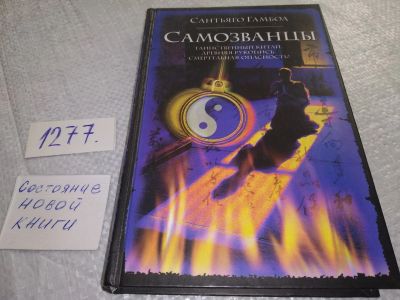 Сантьяго Гамбоа
Самозванцы
Таинственный Китай.
Древняя рукопись.
Смертельная опасность!
1277.
Состояние
новой
книги